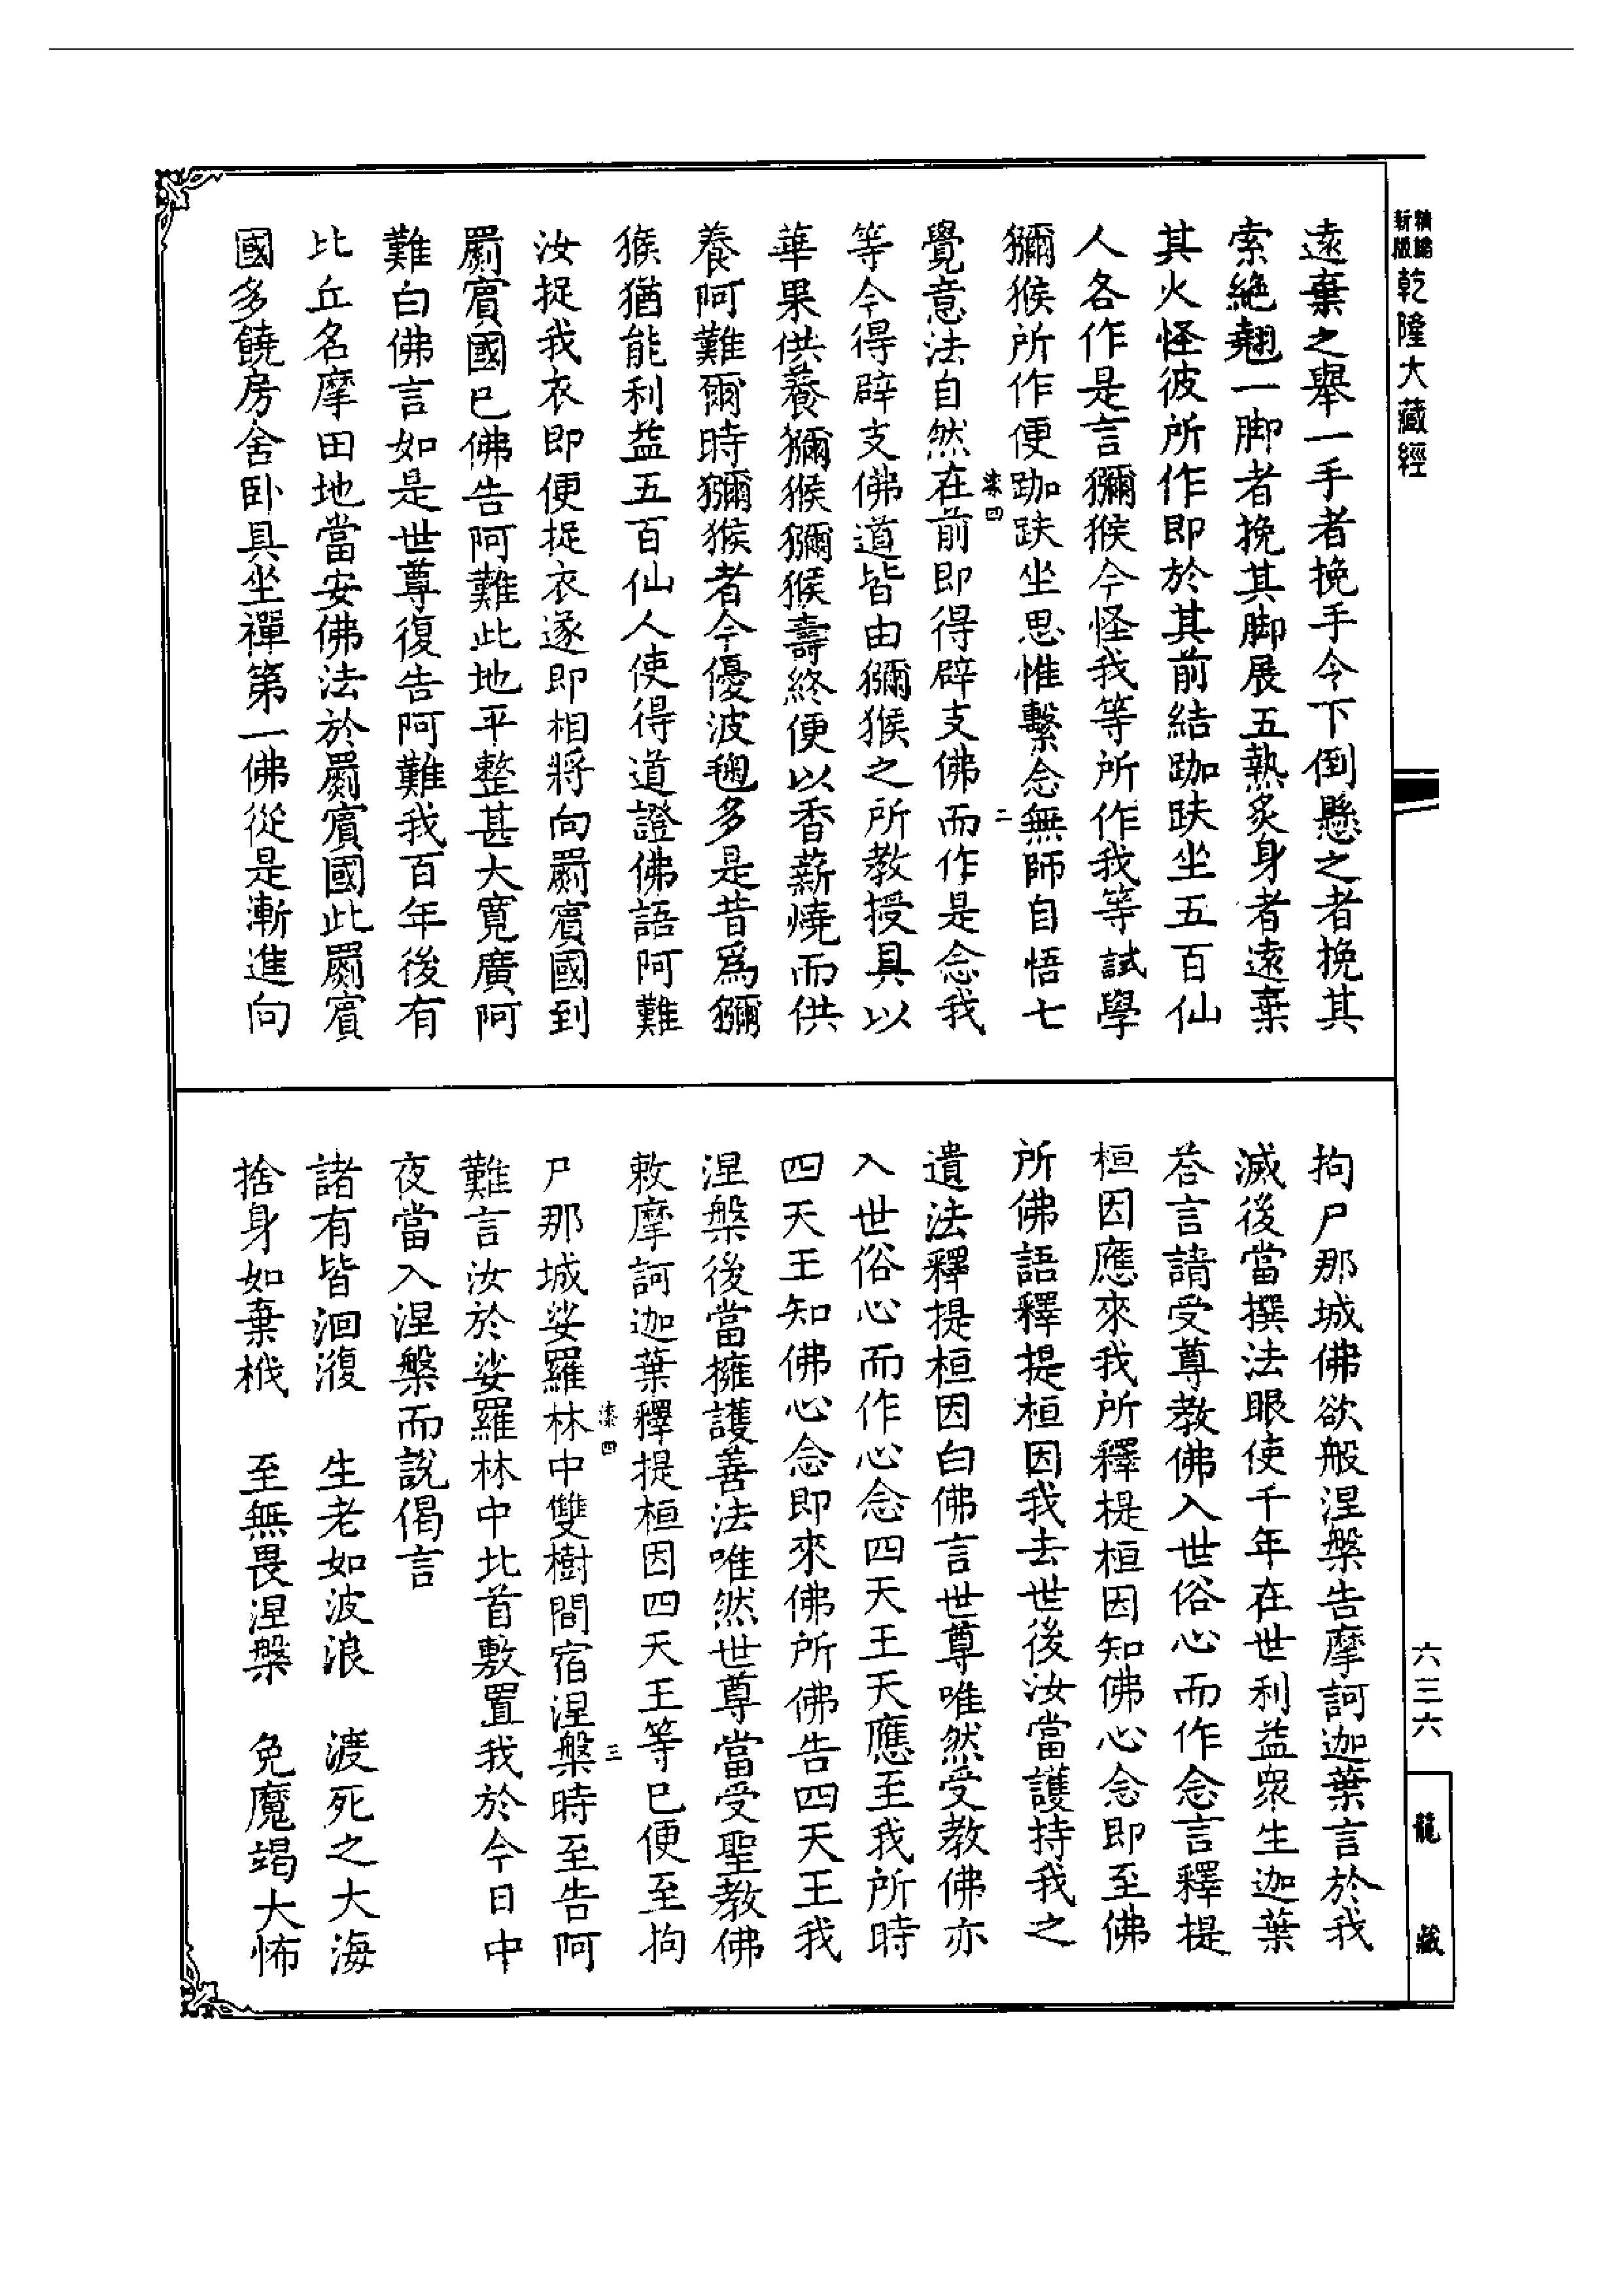 新版
精編
乾隆大藏經
遠棄之舉一手者挽手令下倒懸之者挽其
索絕翹一脚者挽其脚展五熱炙身者遠棄
其火怪彼所作即於其前結跏趺坐五百仙
人各作是言獼猴今怪我等所作我等試學
獼猴所作便跏趺坐思惟繫念無師自悟七
漆四
二
覺意法自然在前即得辟支佛而作是念我
等今得辟支佛道皆由獼猴之所教授具以
華果供養獼猴獼猴壽終便以香薪燒而供
養阿難爾時獼猴者今優波毱多是昔為獼
猴猶能利益五百仙人使得道證佛語阿難
汝捉我衣即便捉衣遂即相將向罽賓國到
罽賓國已佛告阿難此地平整甚大寬廣阿
難白佛言如是世尊復告阿難我百年後有
比丘名摩田地當安佛法於罽賓國此罽賓
國多饒房舍卧具坐禪第一佛從是漸進向
拘尸那城佛欲般涅槃告摩訶迦葉言於我
滅後當撰法眼使千年在世利益眾生迦葉
荅言請受尊教佛入世俗心而作念言釋提
桓因應來我所釋提桓因知佛心念即至佛
所佛語釋提桓因我去世後汝當護持我之
遺法釋提桓因白佛言世尊唯然受教佛亦
入世俗心而作心念四天王天應至我所時
四天王知佛心念即來佛所佛告四天王我
涅槃後當擁護善法唯然世尊當受聖教佛
敕摩訶迦葉釋提桓因四天王等已便至拘
漆四
三
尸那城娑羅林中雙樹間宿涅槃時至告阿
難言汝於娑羅林中北首敷置我於今日中
夜當入涅槃而說偈言
諸有皆洄澓　生老如波浪　渡死之大海
捨身如棄栰　至無畏涅槃　免魔竭大怖
六三六
龍藏